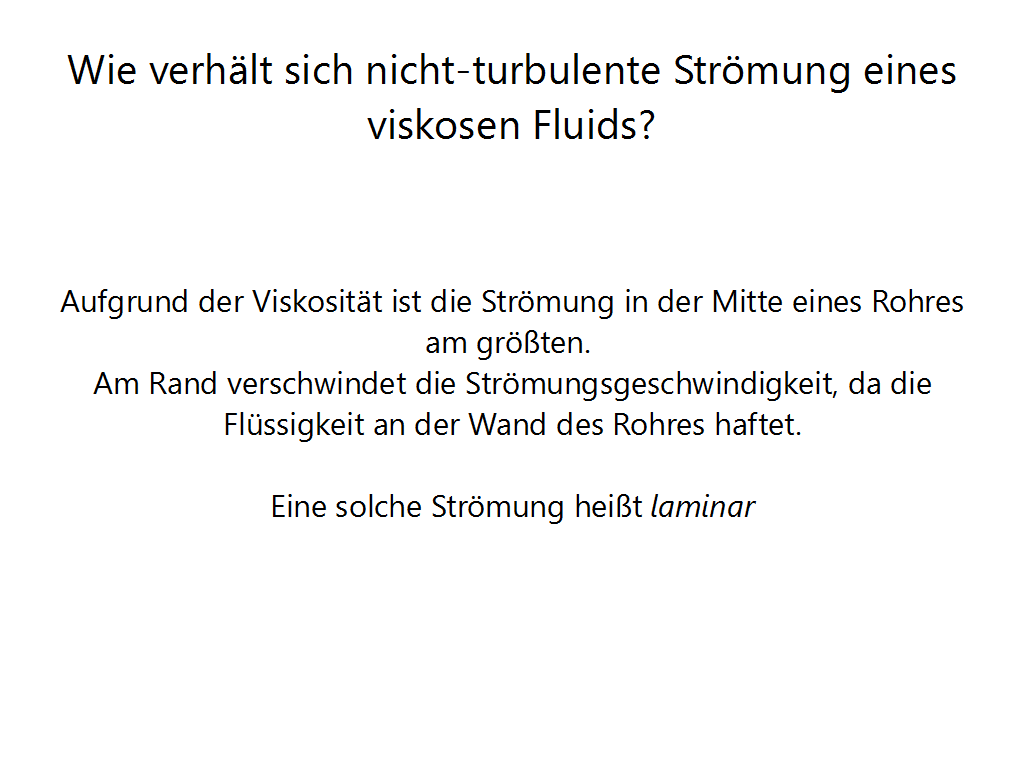 Wie verhält sich nicht-turbulente Strömung eines
viskosen Fluids?
Aufgrund der Viskosität ist die Strömung in der Mitte eines Rohres
am größten.
Am Rand verschwindet die Strömungsgeschwindigkeit, da die
Flüssigkeit an der Wand des Rohres haftet.
Eine solche Strömung heißt laminar